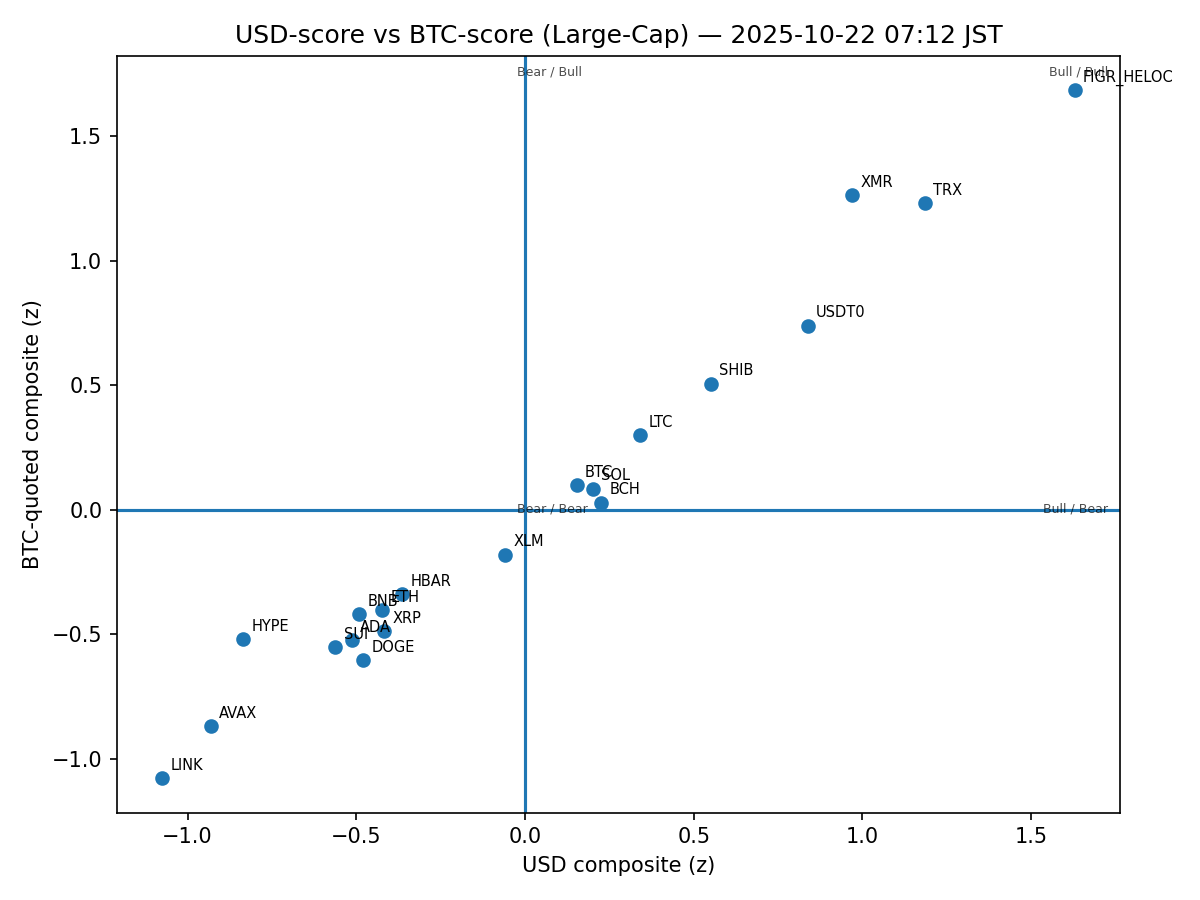 USD-score vs BTC-score (Large-Cap) — 2025-10-22 07:12 JST
Bear / Bull
Bull / Bull
FIGR_HELOC
XMR
TRX
USDT0
SHIB
LTC
BTC
SOL
BCH
Bear / Bear
Bull / Bear
XLM
HBAR
BNB
ETH
XRP
HYPE
ADA
SUI
DOGE
AVAX
LINK
1.5
1.0
0.5
0.0
−0.5
−1.0
BTC-quoted composite (z)
−1.0
−0.5
0.0
0.5
1.0
1.5
USD composite (z)